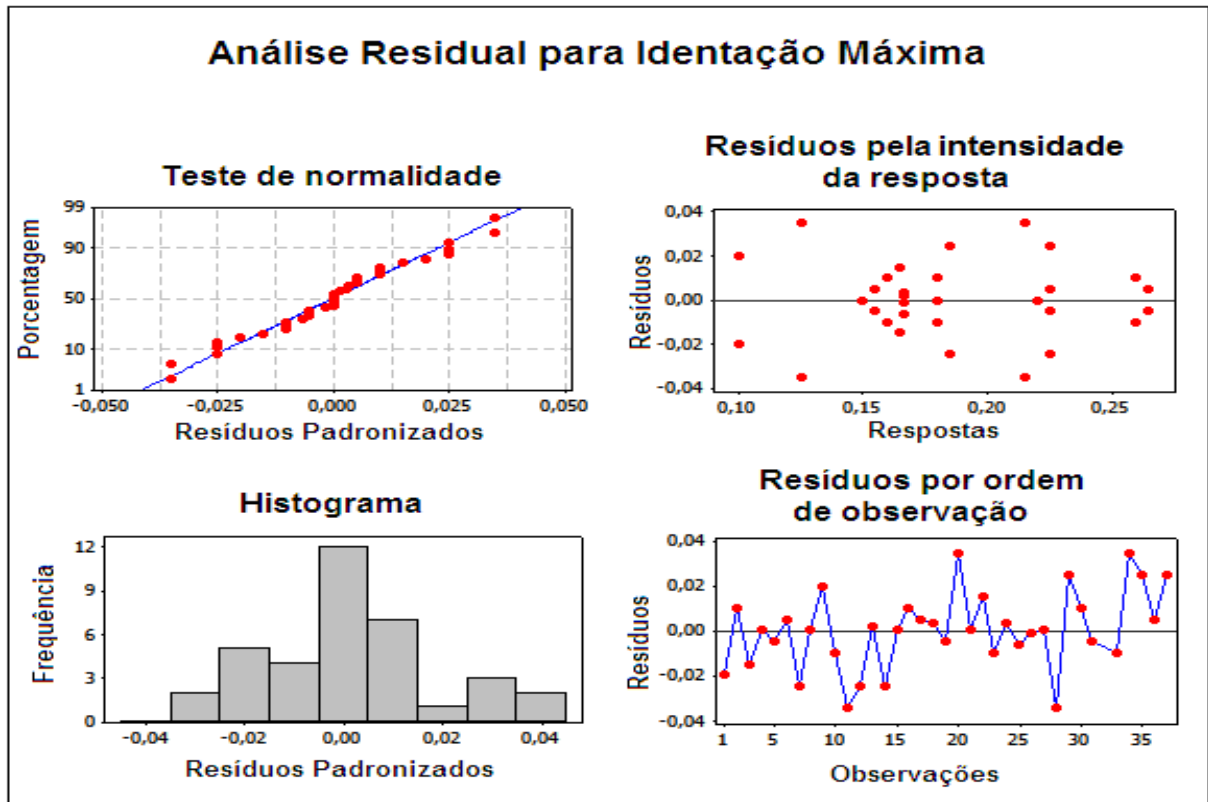 Análise Residual para Identação Máxima
Teste de normalidade
Porcentagem
99
90
50
10
1
-0,050
-0,025
0,000
0,025
0,050
Resíduos Padronizados
Resíduos pela intensidade
da resposta
Resíduos
0,04
0,02
0,00
-0,02
-0,04
0,10
0,15
0,20
0,25
Respostas
Histograma
Frequência
12
9
6
3
0
-0,04
-0,02
0,00
0,02
0,04
Resíduos Padronizados
Resíduos por ordem
de observação
Resíduos
0,04
0,02
0,00
-0,02
-0,04
1
5
10
15
20
25
30
35
Observações